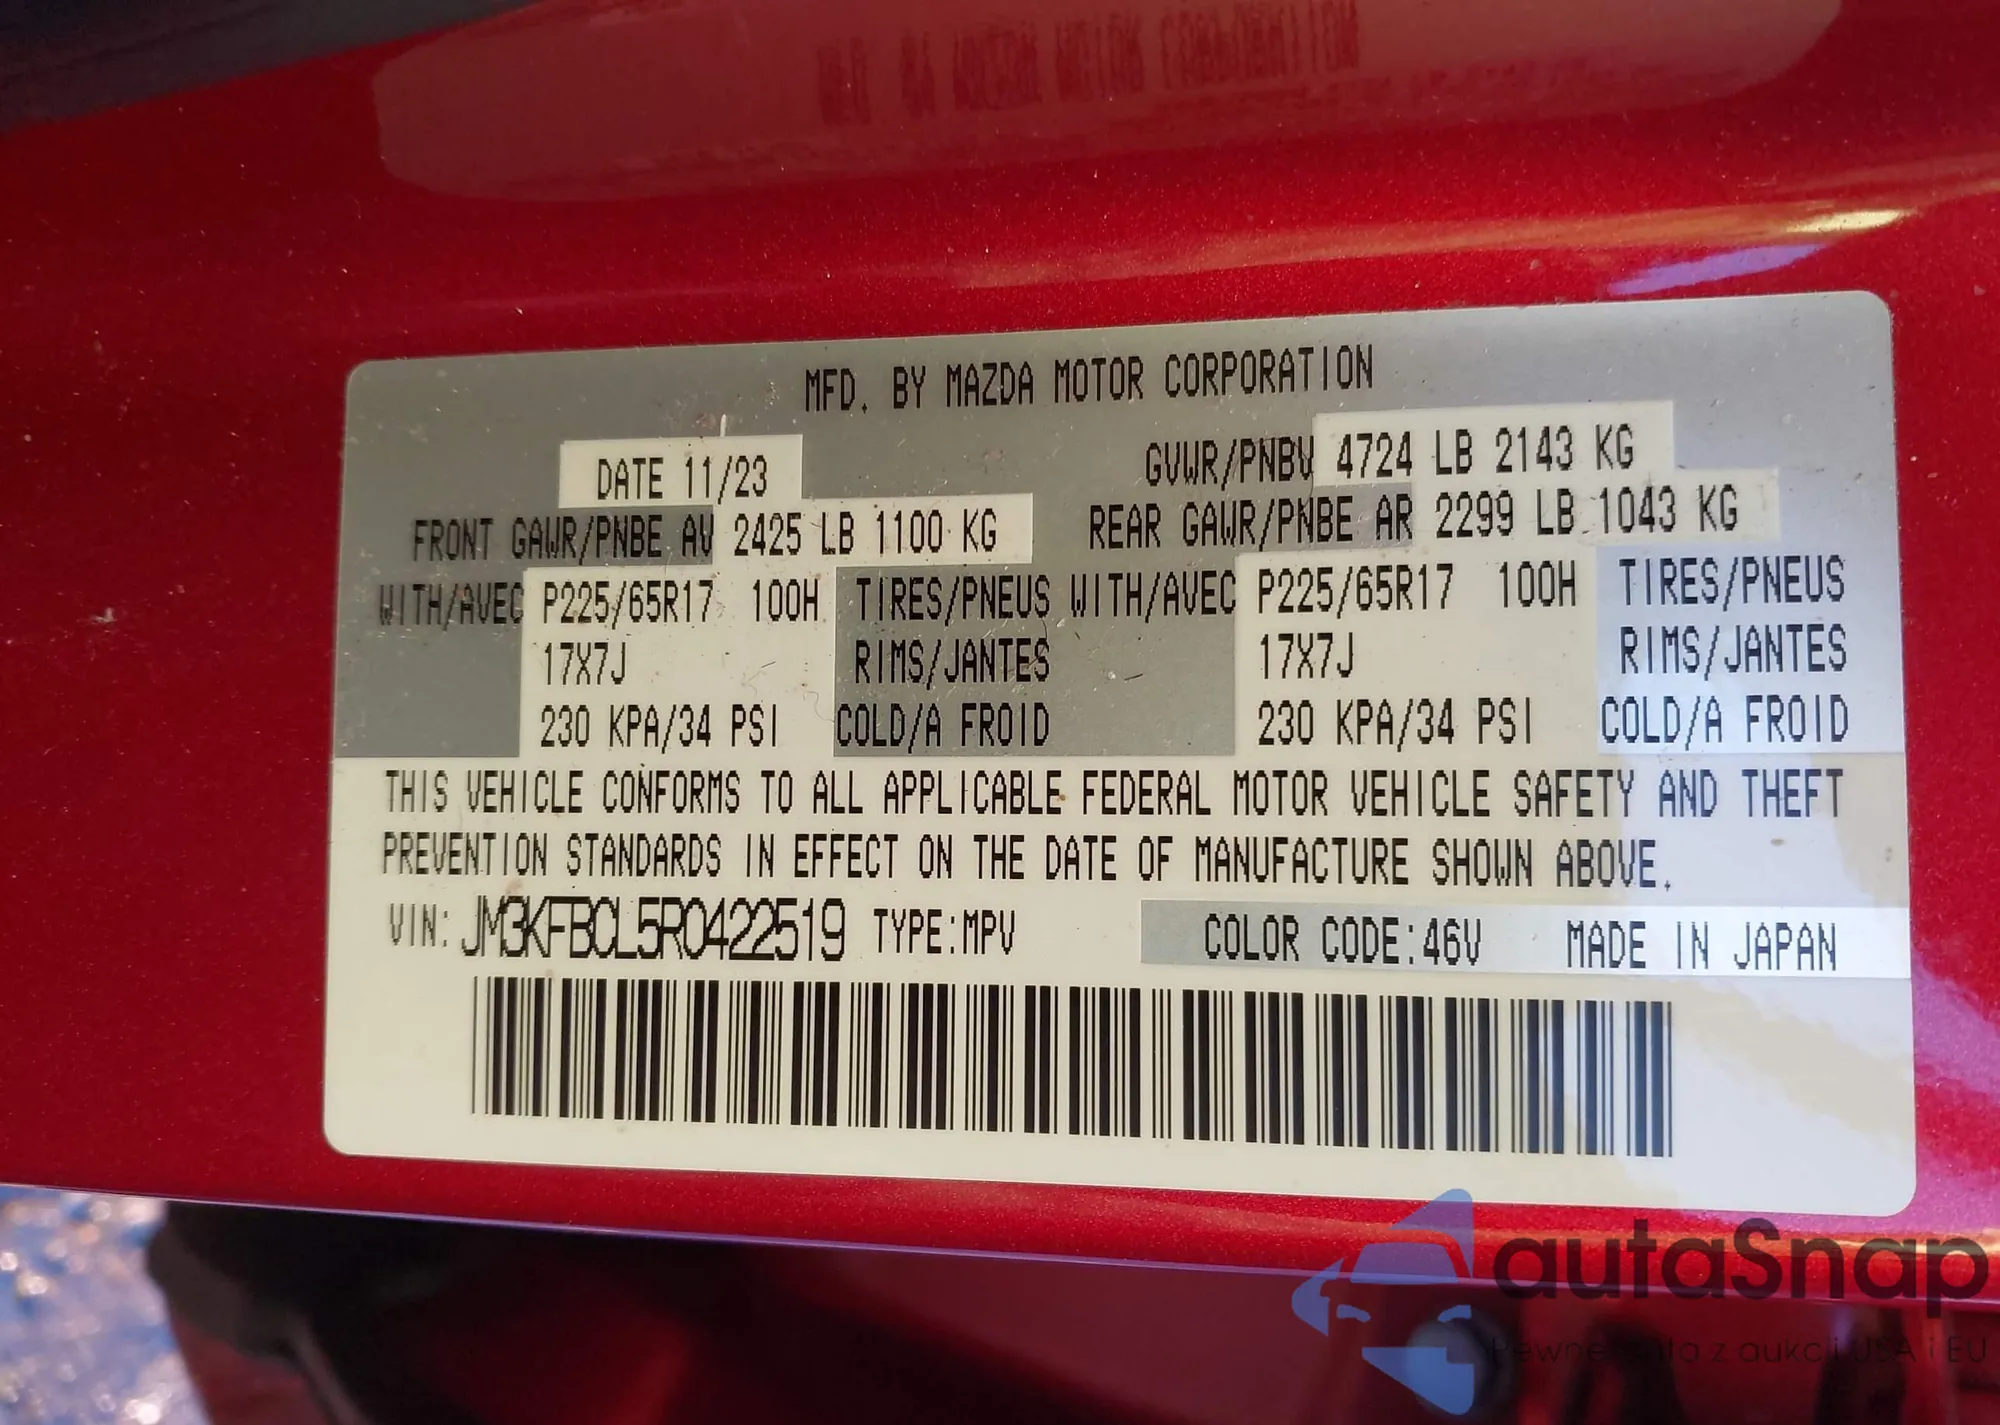 MFD. BY MAZDA MOTOR CORPORATION
DATE 11/23 GVWR/PNBV 4724 LB 2143 KG
FRONT GAWR/PNBE AV 2425 LB 1100 KG REAR GAWR/PNBE AR 2299 LB 1043 KG
WITH/AVEC P225/65R17 100H TIRES/PNEUS WITH/AVEC P225/65R17 100H TIRES/PNEUS
17X7J RIMS/JANTES 17X7J RIMS/JANTES
230 KPA/34 PSI COLD/A FROID 230 KPA/34 PSI COLD/A FROID
THIS VEHICLE CONFORMS TO ALL APPLICABLE FEDERAL MOTOR VEHICLE SAFETY AND THEFT
PREVENTION STANDARDS IN EFFECT ON THE DATE OF MANUFACTURE SHOWN ABOVE.
VIN: JM3KFBCL5R0422519 TYPE:MPV COLOR CODE:46V MADE IN JAPAN
autaSnap
Pewne auta z aukcji USA i EU